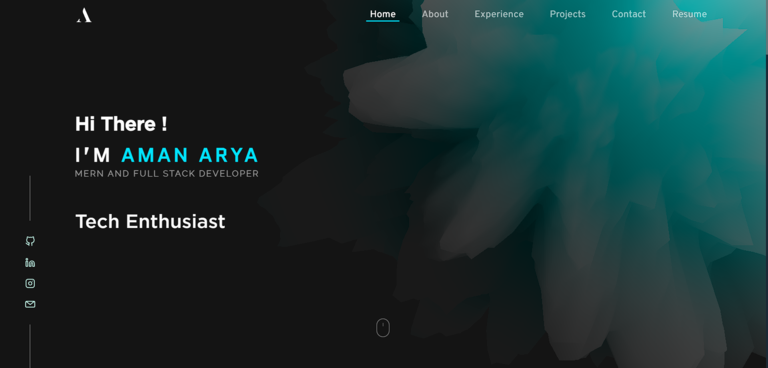 Home About Experience Projects Contact Resume
Hi There !
I'M AMAN ARYA
MERN AND FULL STACK DEVELOPER
Tech Enthusiast